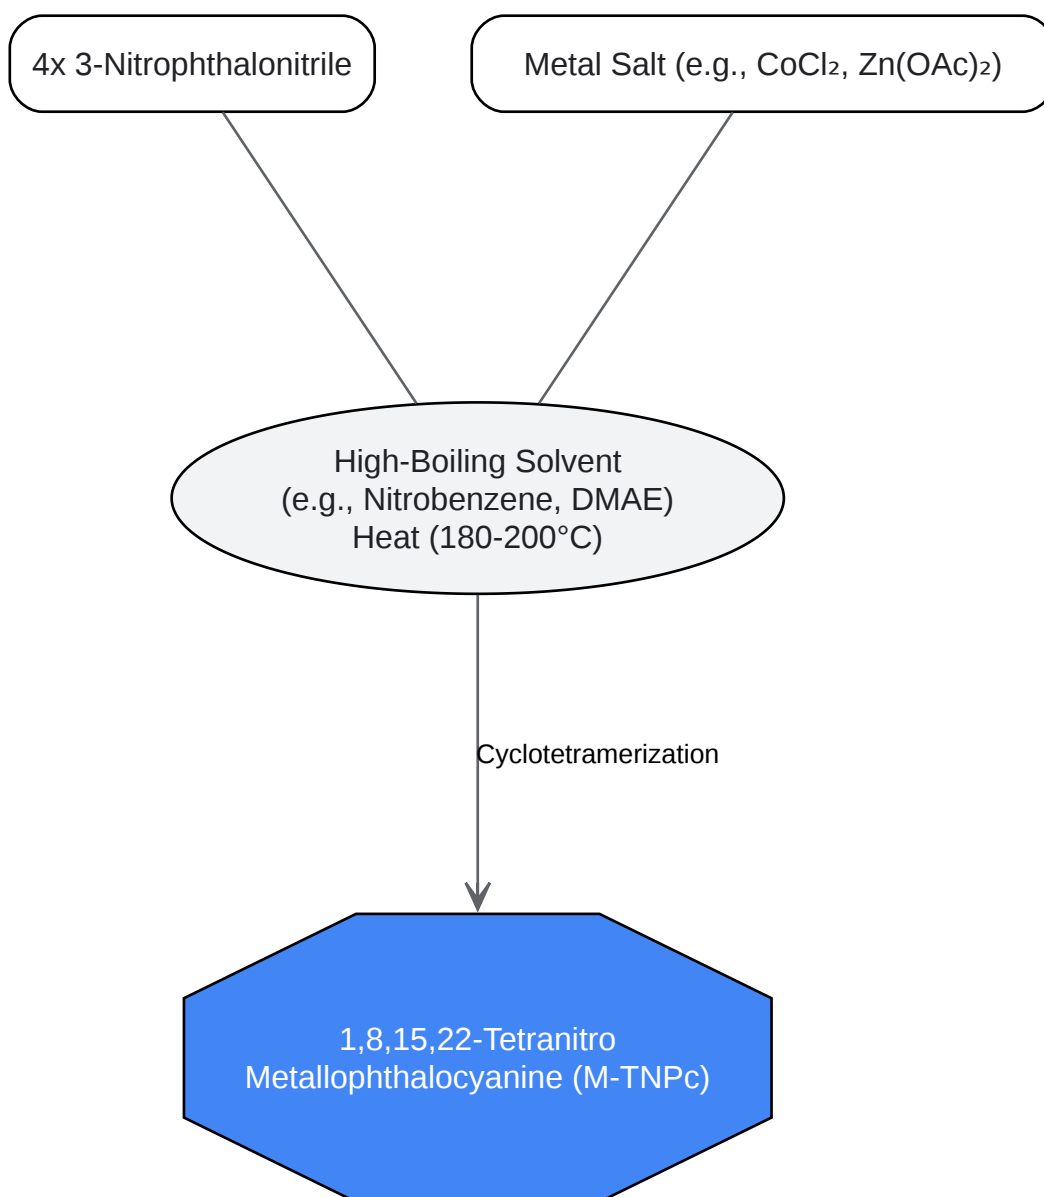 4x 3-Nitrophthalonitrile
Metal Salt (e.g., CoCl₂, Zn(OAc)₂)
High-Boiling Solvent
(e.g., Nitrobenzene, DMAE)
Heat (180-200°C)
Cyclotetramerization
1,8,15,22-Tetranitro
Metallophthalocyanine (M-TNPc)